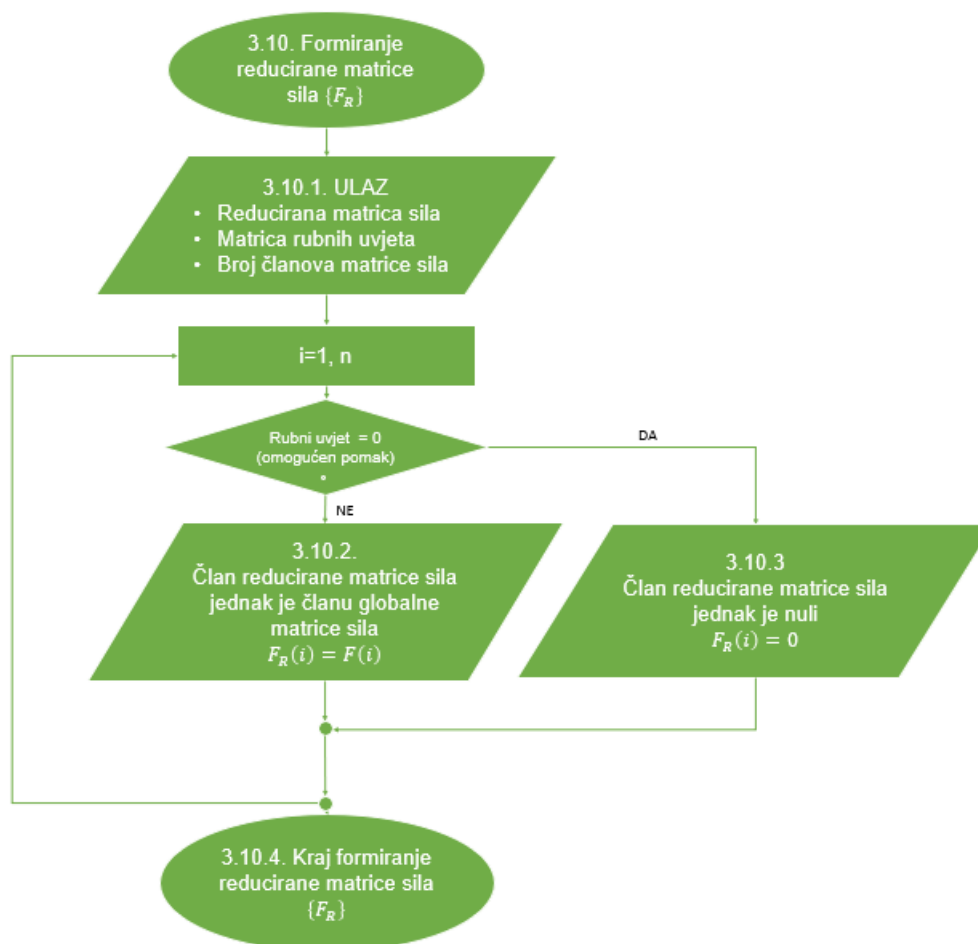 3.10. Formiranje
reducirane matrice
sila {F_R}
3.10.1. ULAZ
• Reducirana matrica sila
• Matrica rubnih uvjeta
• Broj članova matrice sila
i=1, n
Rubni uvjet = 0
(omogućen pomak)
DA
NE
3.10.2.
Član reducirane matrice sila
jednak je članu globalne
matrice sila
F_R(i) = F(i)
3.10.3
Član reducirane matrice sila
jednak je nuli
F_R(i) = 0
3.10.4. Kraj formiranje
reducirane matrice sila
{F_R}